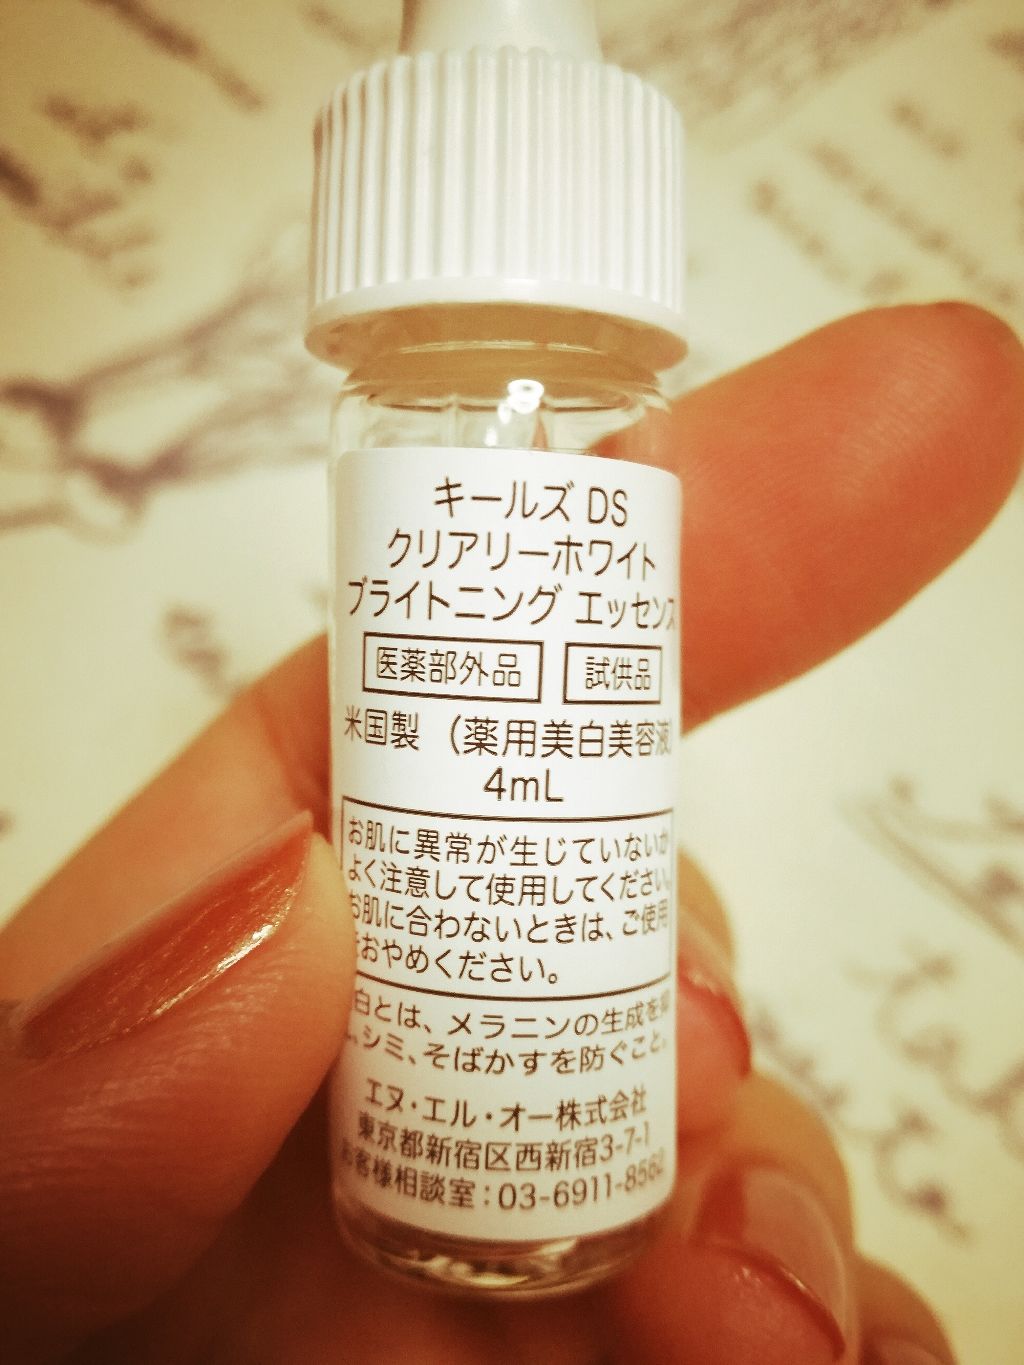 キールズ DS
クリアリーホワイト
ブライトニング エッセンス
医薬部外品 試供品
米国製 （薬用美白美容液）
4mL
お肌に異常が生じていないか
よく注意して使用してください。
お肌に合わないときは、ご使用
をおやめください。
白とは、メラニンの生成を抑
え、シミ、そばかすを防ぐこと。
エヌ・エル・オー株式会社
東京都新宿区西新宿3-7-1
お客様相談室：03-6911-8562